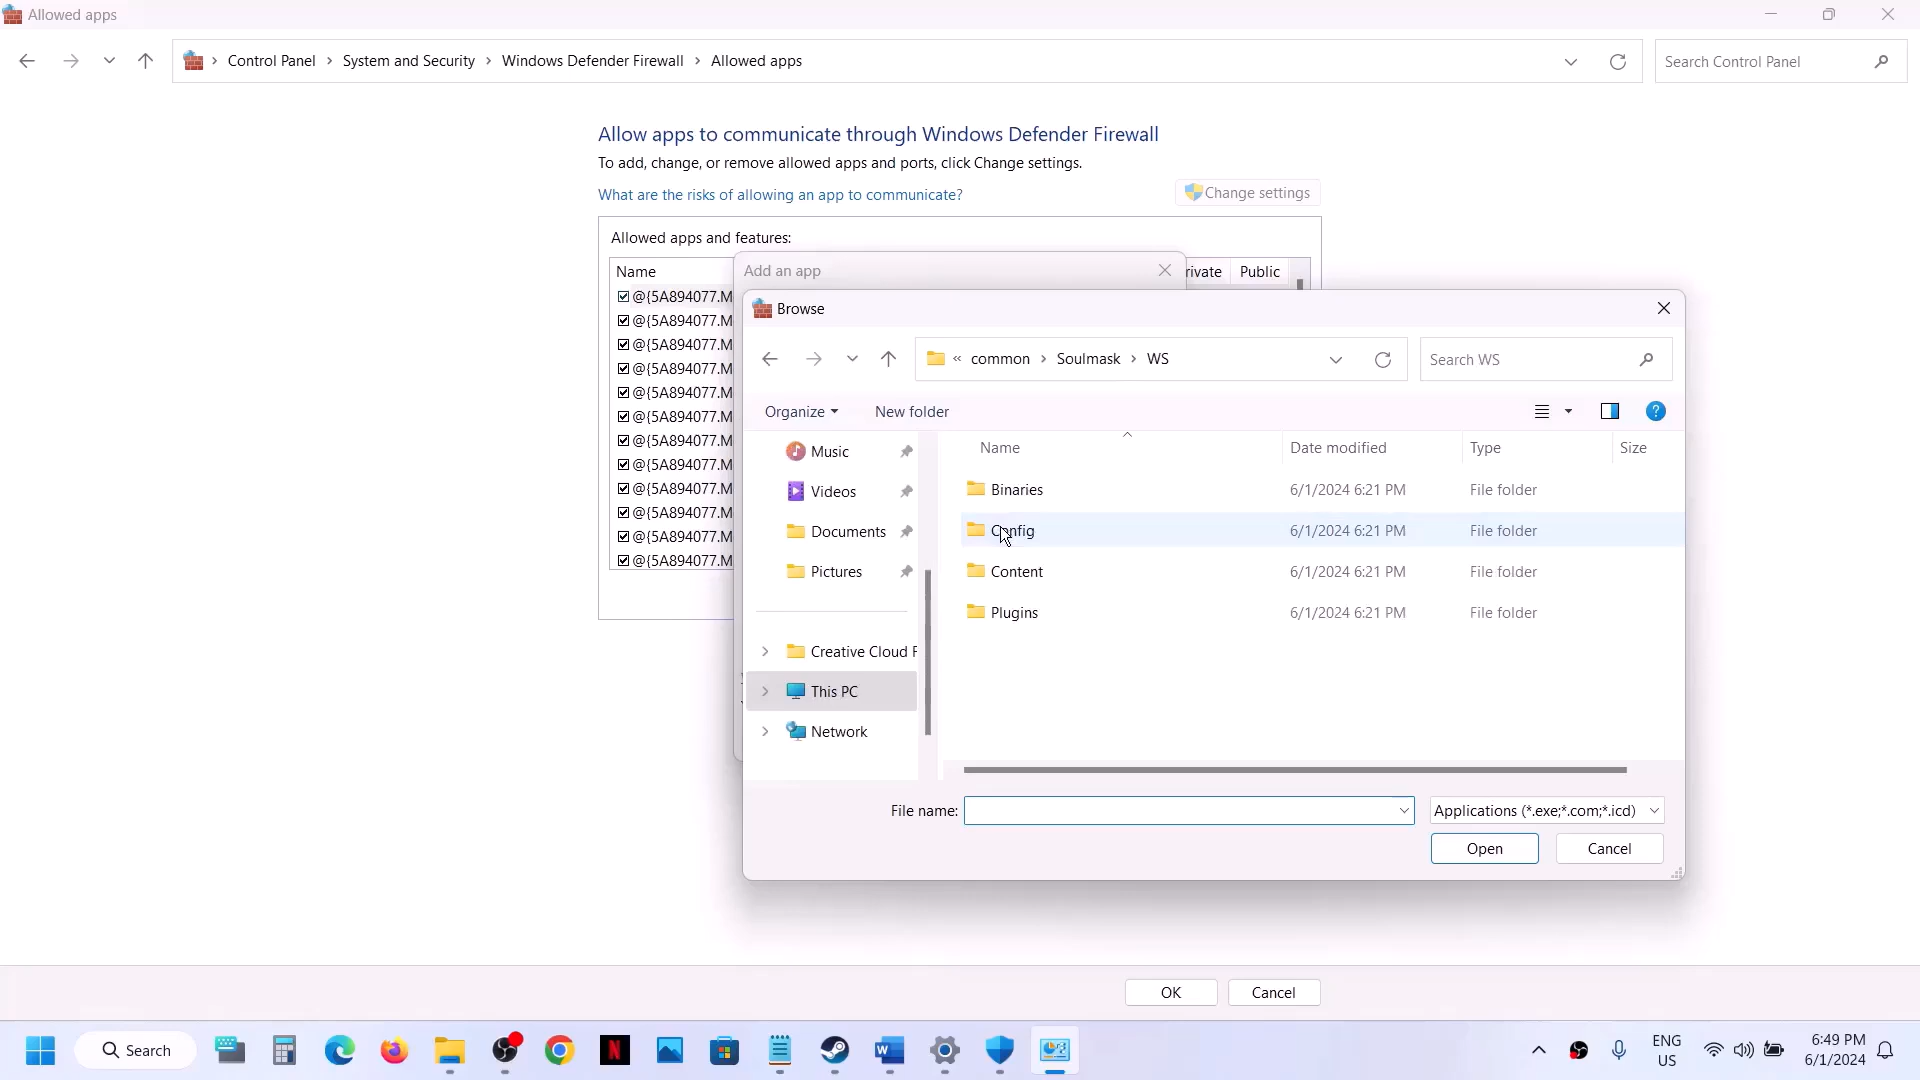 Allowed apps
Control Panel > System and Security > Windows Defender Firewall > Allowed apps
Search Control Panel
Allow apps to communicate through Windows Defender Firewall
To add, change, or remove allowed apps and ports, click Change settings.
What are the risks of allowing an app to communicate?
Change settings
Allowed apps and features:
Name
rivate
Public
@{5A894077.M
@{5A894077.M
@{5A894077.M
@{5A894077.M
@{5A894077.M
@{5A894077.M
@{5A894077.M
@{5A894077.M
@{5A894077.M
@{5A894077.M
@{5A894077.M
@{5A894077.M
Add an app
Browse
« common > Soulmask > WS
Search WS
Organize
New folder
Music
Videos
Documents
Pictures
Creative Cloud F
This PC
Network
Name Date modified Type Size
Binaries 6/1/2024 6:21 PM File folder
Config 6/1/2024 6:21 PM File folder
Content 6/1/2024 6:21 PM File folder
Plugins 6/1/2024 6:21 PM File folder
File name:
Applications (*.exe;*.com;*.icd)
Open
Cancel
OK
Cancel
Search
ENG
US
6:49 PM
6/1/2024